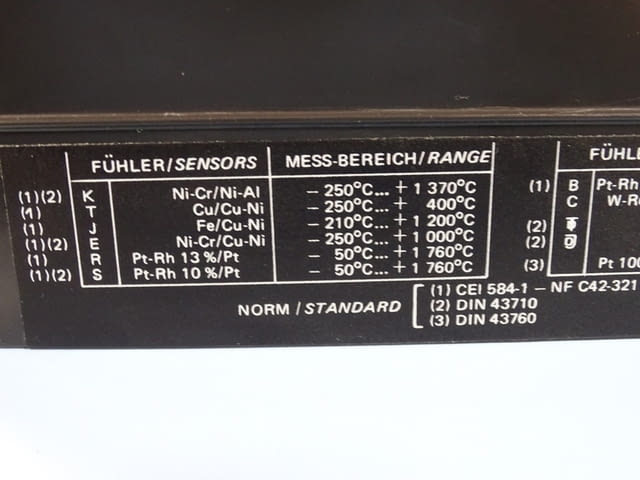 FÜHLER/SENSORS MESS-BEREICH/RANGE FÜHL
(1)(2) K Ni-Cr/Ni-Al – 250°C...+1 370°C (1) B Pt-Rh
(1) T Cu/Cu-Ni – 250°C...+ 400°C C W-R
(1) J Fe/Cu-Ni – 210°C...+1 200°C (2)
(1)(2) E Ni-Cr/Cu-Ni – 250°C...+1 000°C (2)
(1) R Pt-Rh 13 %/Pt – 50°C...+1 760°C
(1)(2) S Pt-Rh 10 %/Pt – 50°C...+1 760°C (3) Pt 100
NORM/STANDARD
(1) CEI 584-1 – NF C42-321
(2) DIN 43710
(3) DIN 43760